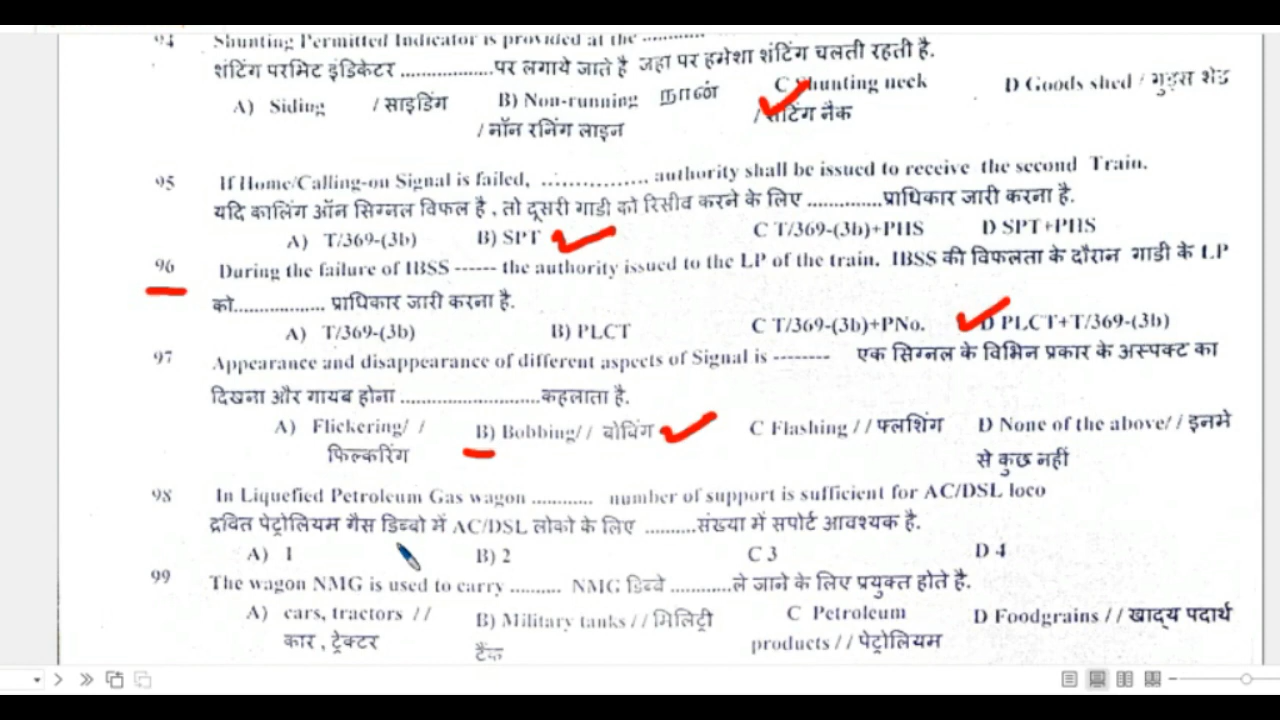 94 Shunting Permitted Indicator is provided at the ...........
शंटिंग परमिट इंडिकेटर ..................पर लगाये जाते है जहा पर हमेशा शंटिंग चलती रहती है.
A) Siding / साइडिंग B) Non-running நான் C Shunting neck D Goods shed / गुड्स शेड
/ नॉन रनिंग लाइन / शंटिंग नैक
95 If Home/Calling-on Signal is failed, ................ authority shall be issued to receive the second Train.
यदि कालिंग ऑन सिग्नल विफल है , तो दूसरी गाडी को रिसीव करने के लिए ..............प्राधिकार जारी करना है.
A) T/369-(3b) B) SPT C T/369-(3b)+PHS D SPT+PHS
96 During the failure of IBSS ------ the authority issued to the LP of the train. IBSS की विफलता के दौरान गाडी के LP
को.................. प्राधिकार जारी करना है.
A) T/369-(3b) B) PLCT C T/369-(3b)+PNo. D PLCT+T/369-(3b)
97 Appearance and disappearance of different aspects of Signal is -------- एक सिग्नल के विभिन प्रकार के अस्पक्ट का
दिखना और गायब होना ...........................कहलाता है.
A) Flickering/ / B) Bobbing// बोबिंग C Flashing // फ्लशिंग D None of the above// इनमे
फिल्करिंग से कुछ नहीं
98 In Liquefied Petroleum Gas wagon ............ number of support is sufficient for AC/DSL loco
द्रवित पेट्रोलियम गैस डिब्बो में AC/DSL लोको के लिए ..........संख्या में सपोर्ट आवश्यक है.
A) 1 B) 2 C 3 D 4
99 The wagon NMG is used to carry .......... NMG डिब्बे ............ले जाने के लिए प्रयुक्त होते है.
A) cars, tractors // B) Military tanks // मिलिट्री C Petroleum D Foodgrains // खाद्य पदार्थ
कार , ट्रेक्टर टैंक products // पेट्रोलियम